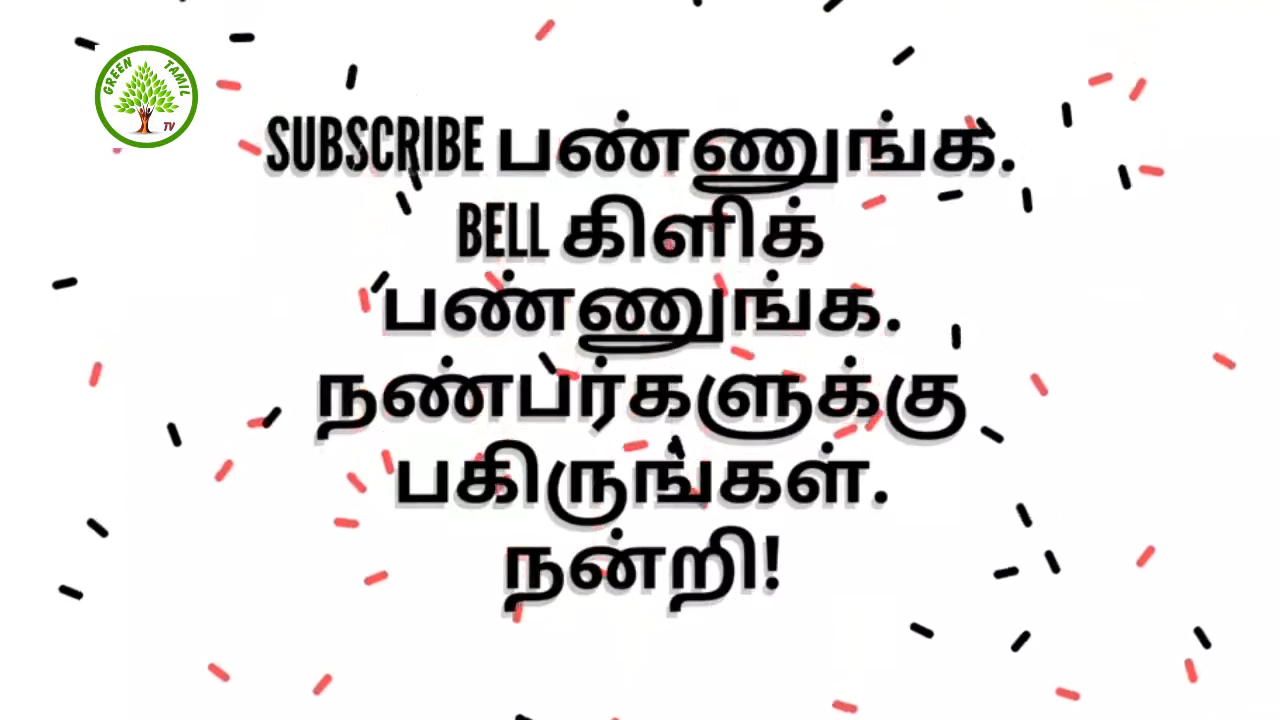 GREEN TAMIL
TV
SUBSCRIBE பண்ணுங்க.
BELL கிளிக்
பண்ணுங்க.
நண்பர்களுக்கு
பகிருங்கள்.
நன்றி!